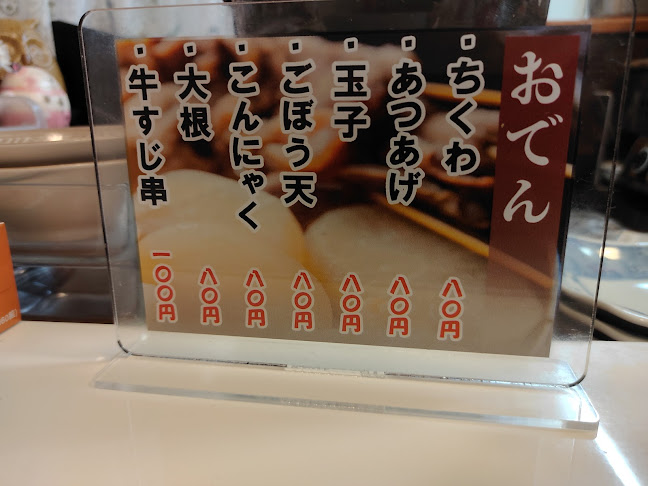 おでん
・ちくわ 八〇円
・あつあげ 八〇円
・玉子 八〇円
・ごぼう天 八〇円
・こんにゃく 八〇円
・大根 八〇円
・牛すじ串 一〇〇円